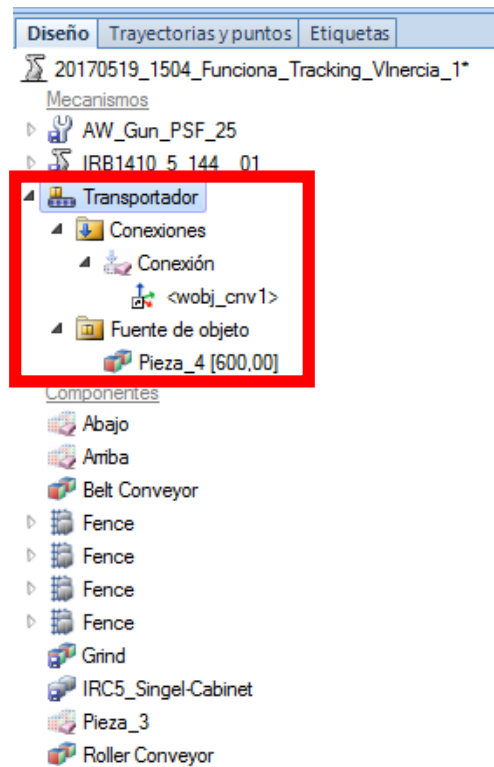 Diseño Trayectorias y puntos Etiquetas
20170519_1504_Funciona_Tracking_VInercia_1*
Mecanismos
AW_Gun_PSF_25
IRB1410_5_144__01
Transportador
Conexiones
Conexión
<wobj_cnv1>
Fuente de objeto
Pieza_4 [600,00]
Componentes
Abajo
Arriba
Belt Conveyor
Fence
Fence
Fence
Fence
Grind
IRC5_Singel-Cabinet
Pieza_3
Roller Conveyor